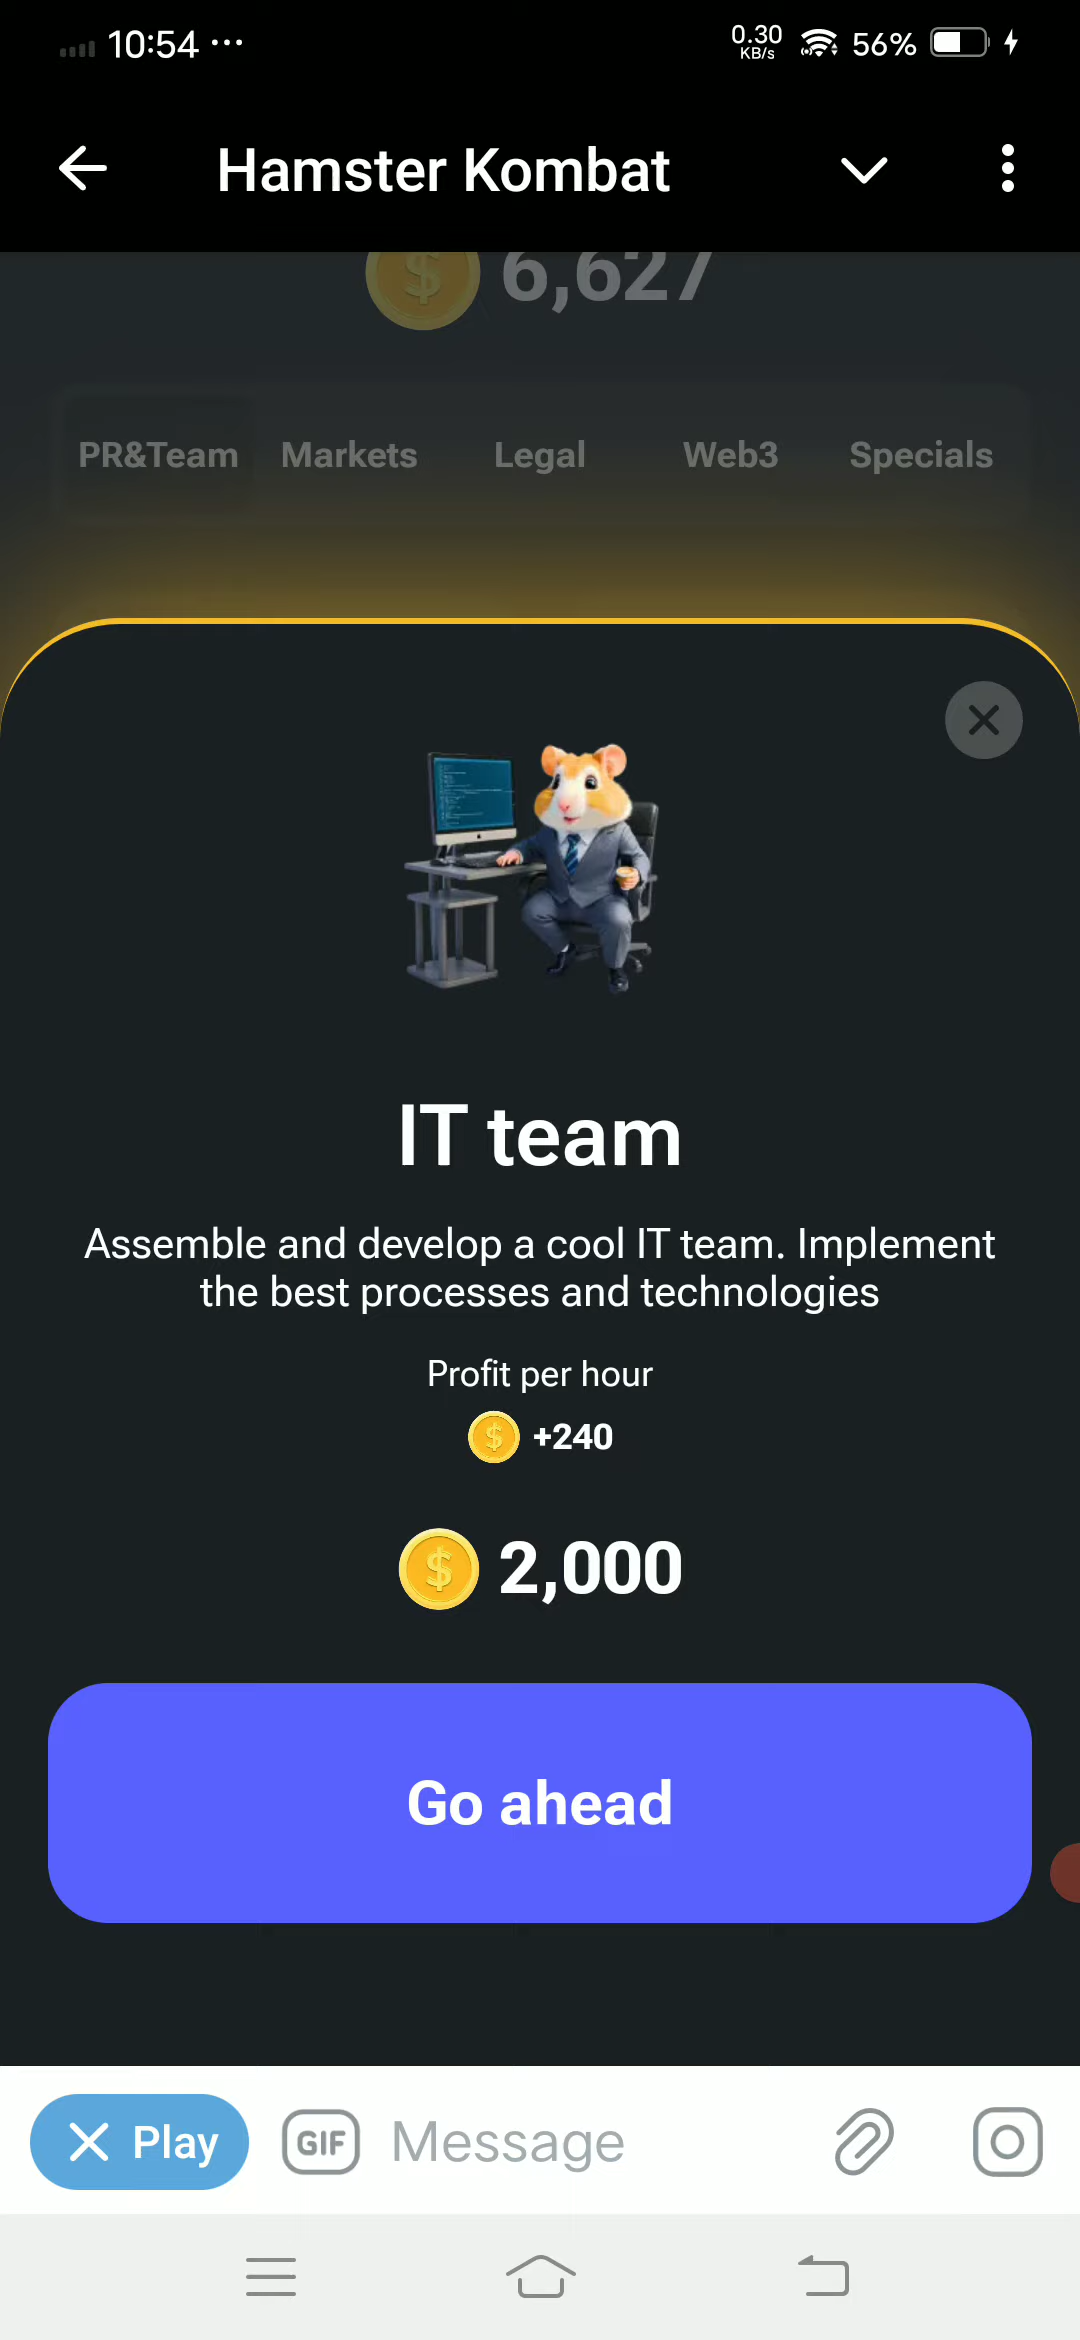 10:54 ...
0.30
KB/s
56%
Hamster Kombat
6,627
PR&Team Markets Legal Web3 Specials
IT team
Assemble and develop a cool IT team. Implement
the best processes and technologies
Profit per hour
+240
2,000
Go ahead
Play GIF Message